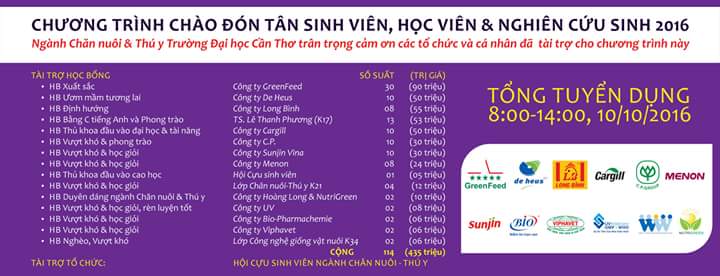 CHƯƠNG TRÌNH CHÀO ĐÓN TÂN SINH VIÊN, HỌC VIÊN & NGHIÊN CỨU SINH 2016
Ngành Chăn nuôi & Thú y Trường Đại học Cần Thơ trân trọng cảm ơn các tổ chức và cá nhân đã tài trợ cho chương trình này
TÀI TRỢ HỌC BỔNG SỐ SUẤT (TRỊ GIÁ)
• HB Xuất sắc Công ty GreenFeed 30 (90 triệu)
• HB Ươm mầm tương lai Công ty De Heus 10 (50 triệu)
• HB Định hướng Công ty Long Bình 08 (55 triệu)
• HB Bằng C tiếng Anh và Phong trào TS. Lê Thanh Phương (K17) 13 (53 triệu)
• HB Thủ khoa đầu vào đại học & tài năng Công ty Cargill 10 (50 triệu)
• HB Vượt khó & phong trào Công ty C.P. 10 (30 triệu)
• HB Vượt khó & học giỏi Công ty Sunjin Vina 10 (30 triệu)
• HB Vượt khó & học giỏi Công ty Menon 08 (24 triệu)
• HB Thủ khoa đầu vào cao học Hội Cựu sinh viên 01 (05 triệu)
• HB Vượt khó & học giỏi Lớp Chăn nuôi-Thú y K21 04 (12 triệu)
• HB Duyên dáng ngành Chăn nuôi & Thú y Công ty Hoàng Long & NutriGreen 02 (10 triệu)
• HB Vượt khó & học giỏi, rèn luyện tốt Công ty UV 02 (08 triệu)
• HB Vượt khó & học giỏi Công ty Bio-Pharmachemie 02 (06 triệu)
• HB Vượt khó & học giỏi Công ty Viphavet 02 (06 triệu)
• HB Nghèo, Vượt khó Lớp Công nghệ giống vật nuôi K34 02 (06 triệu)
CỘNG 114 (435 triệu)
TÀI TRỢ TỔ CHỨC: HỘI CỰU SINH VIÊN NGÀNH CHĂN NUÔI - THÚ Y
TỔNG TUYỂN DỤNG
8:00-14:00, 10/10/2016
GreenFeed de heus LONG BÌNH Cargill C.P.GROUP MENON
Sunjin BIO VIPHAVET